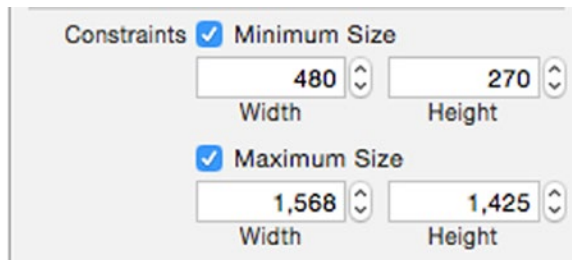 Constraints Minimum Size
480 270
Width Height
Maximum Size
1,568 1,425
Width Height